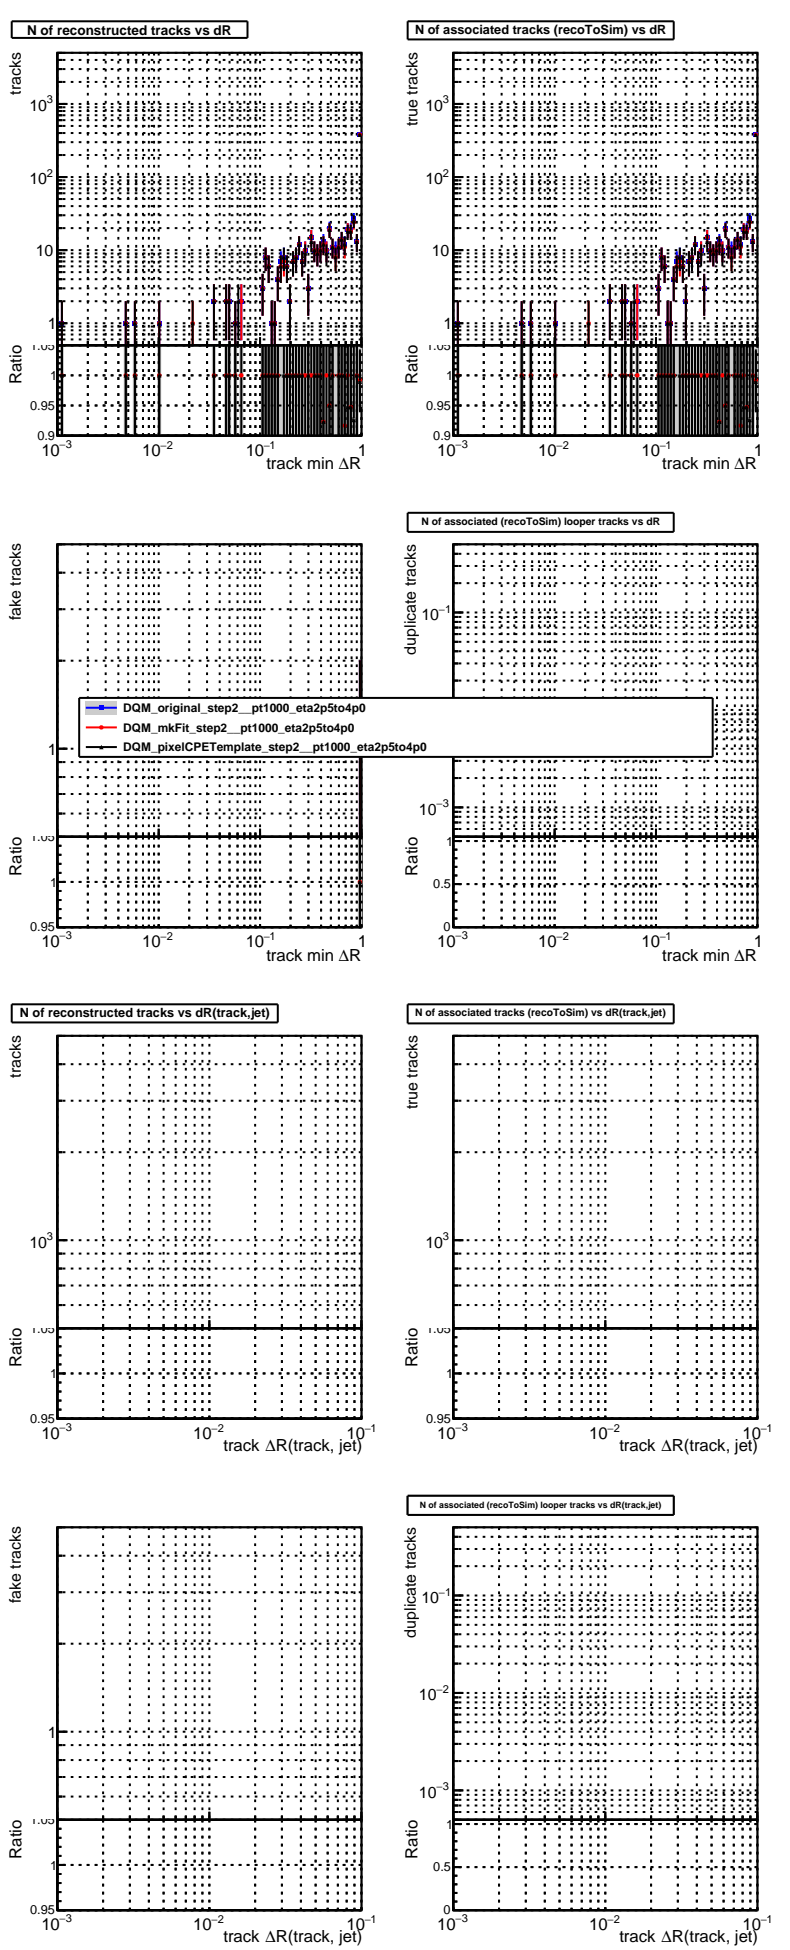 N of reconstructed tracks vs dR
N of associated tracks (recoToSim) vs dR
tracks
10³
10²
10
1
Ratio
1.05
1
0.95
0.9
10⁻³ 10⁻² 10⁻¹ 1
track min ΔR
true tracks
10³
10²
10
1
Ratio
1.05
1
0.95
0.9
10⁻³ 10⁻² 10⁻¹ 1
track min ΔR
N of associated (recoToSim) looper tracks vs dR
fake tracks
1
Ratio
1.05
1
0.95
10⁻³ 10⁻² 10⁻¹ 1
track min ΔR
duplicate tracks
10⁻¹
10⁻³
Ratio
1
0.5
0
10⁻³ 10⁻² 10⁻¹ 1
track min ΔR
DQM_original_step2__pt1000_eta2p5to4p0
DQM_mkFit_step2__pt1000_eta2p5to4p0
DQM_pixelCPETemplate_step2__pt1000_eta2p5to4p0
N of reconstructed tracks vs dR(track,jet)
N of associated tracks (recoToSim) vs dR(track,jet)
tracks
10³
Ratio
1.05
1
0.95
10⁻³ 10⁻² 10⁻¹
track ΔR(track, jet)
true tracks
10³
Ratio
1.05
1
0.95
10⁻³ 10⁻² 10⁻¹
track ΔR(track, jet)
N of associated (recoToSim) looper tracks vs dR(track,jet)
fake tracks
1
Ratio
1.05
1
0.95
10⁻³ 10⁻² 10⁻¹
track ΔR(track, jet)
duplicate tracks
10⁻¹
10⁻²
10⁻³
Ratio
1
0.5
0
10⁻³ 10⁻² 10⁻¹
track ΔR(track, jet)